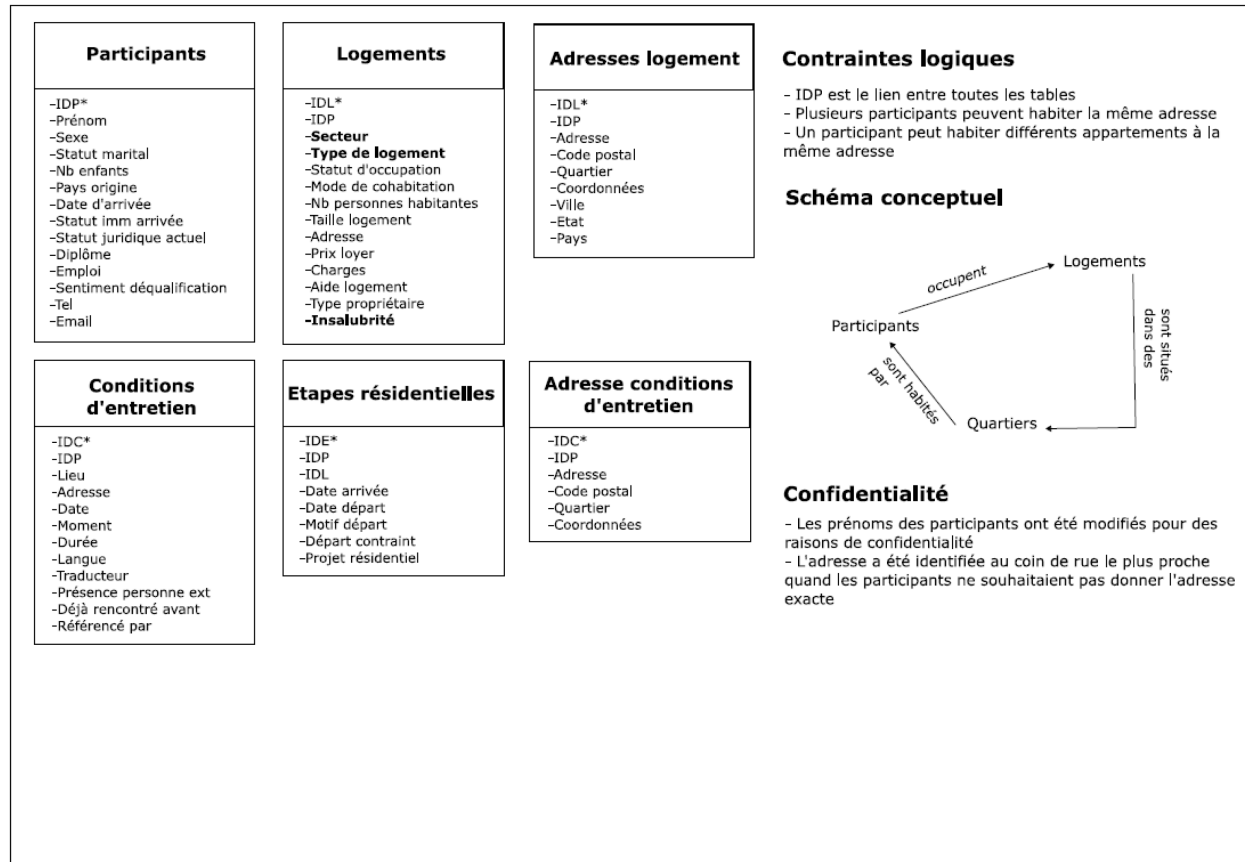 Participants
-IDP*
-Prénom
-Sexe
-Statut marital
-Nb enfants
-Pays origine
-Date d'arrivée
-Statut imm arrivée
-Statut juridique actuel
-Diplôme
-Emploi
-Sentiment déqualification
-Tel
-Email
Logements
-IDL*
-IDP
-Secteur
-Type de logement
-Statut d'occupation
-Mode de cohabitation
-Nb personnes habitantes
-Taille logement
-Adresse
-Prix loyer
-Charges
-Aide logement
-Type propriétaire
-Insalubrité
Adresses logement
-IDL*
-IDP
-Adresse
-Code postal
-Quartier
-Coordonnées
-Ville
-Etat
-Pays
Conditions
d'entretien
-IDC*
-IDP
-Lieu
-Adresse
-Date
-Moment
-Durée
-Langue
-Traducteur
-Présence personne ext
-Déjà rencontré avant
-Référencé par
Etapes résidentielles
-IDE*
-IDP
-IDL
-Date arrivée
-Date départ
-Motif départ
-Départ contraint
-Projet résidentiel
Adresse conditions
d'entretien
-IDC*
-IDP
-Adresse
-Code postal
-Quartier
-Coordonnées
Contraintes logiques
- IDP est le lien entre toutes les tables
- Plusieurs participants peuvent habiter la même adresse
- Un participant peut habiter différents appartements à la
même adresse
Schéma conceptuel
Participants
occupent
Logements
sont situés
dans des
Quartiers
sont habités
par
Confidentialité
- Les prénoms des participants ont été modifiés pour des
raisons de confidentialité
- L'adresse a été identifiée au coin de rue le plus proche
quand les participants ne souhaitaient pas donner l'adresse
exacte